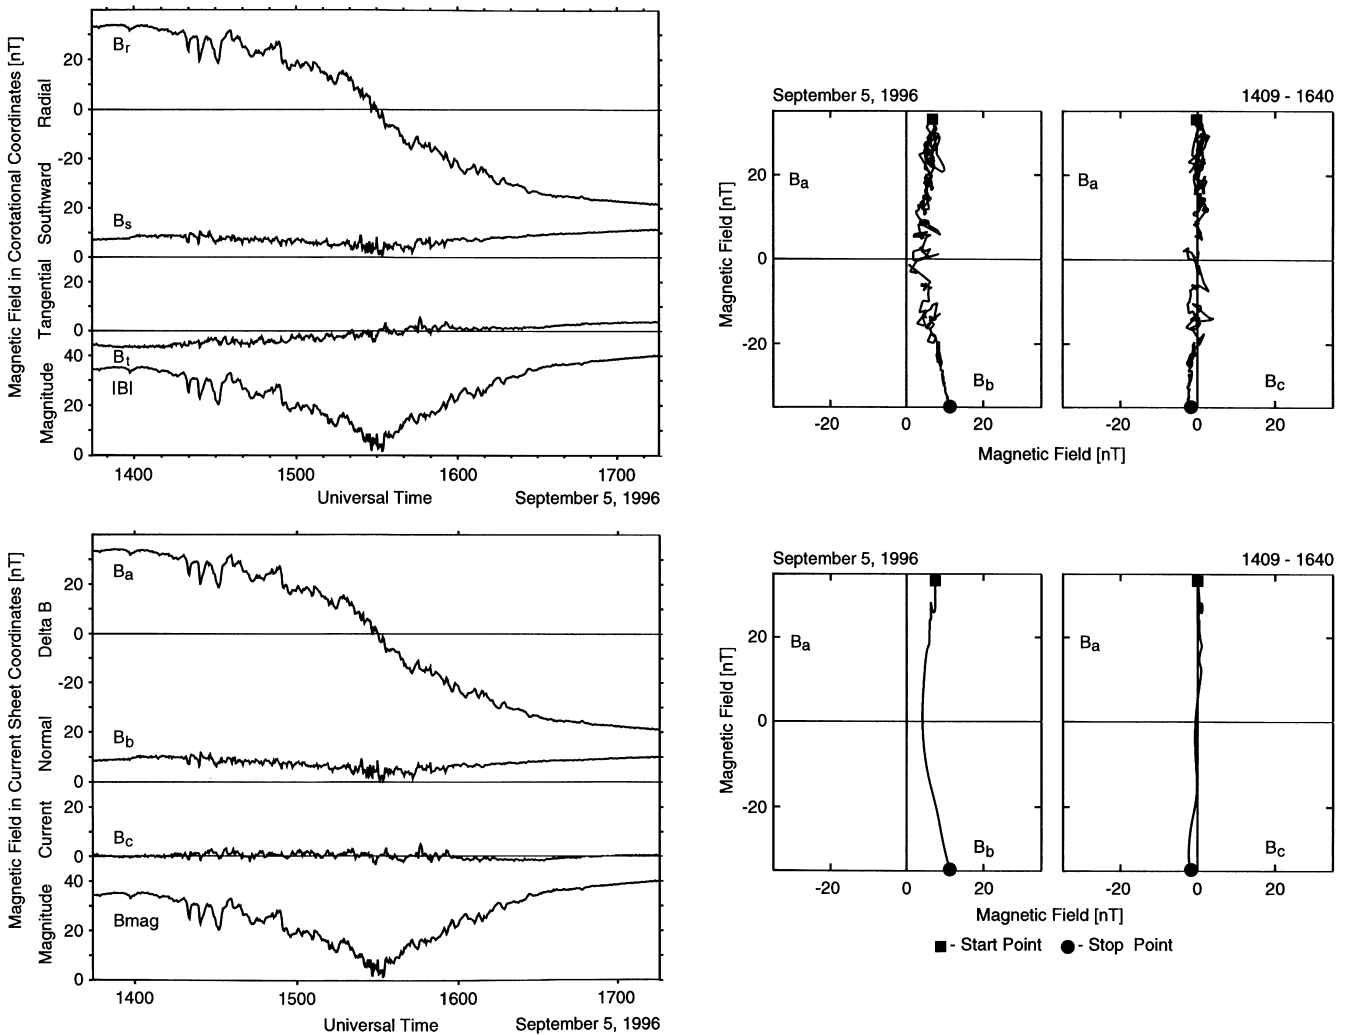 Magnetic Field in Corotational Coordinates [nT]
Radial
Southward
Tangential
Magnitude
20
0
-20
20
0
20
0
40
20
0
Br
Bs
Bt
|B|
1400 1500 1600 1700
Universal Time September 5, 1996
September 5, 1996 1409 - 1640
Magnetic Field [nT]
20
0
-20
Ba
Bb
Ba
Bc
-20 0 20 -20 0 20
Magnetic Field [nT]
Magnetic Field in Current Sheet Coordinates [nT]
Delta B
Normal
Current
Magnitude
20
0
-20
20
0
20
0
40
20
0
Ba
Bb
Bc
Bmag
1400 1500 1600 1700
Universal Time September 5, 1996
September 5, 1996 1409 - 1640
Magnetic Field [nT]
20
0
-20
Ba
Bb
Ba
Bc
-20 0 20 -20 0 20
Magnetic Field [nT]
■ - Start Point ● - Stop Point